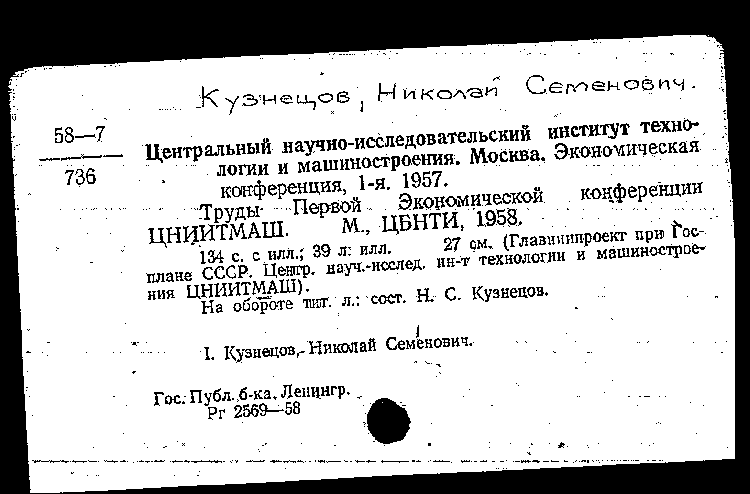 Кузнецов, Николай Семенович.
58—7
736
Центральный научно-исследовательский институт техно-
логии и машиностроения. Москва. Экономическая
конференция, 1-я. 1957.
Труды Первой Экономической конференции
ЦНИИТМАШ. М., ЦБНТИ, 1958.
134 с. с илл.; 39 л. илл. 27 см. (Главниипроект при Гос-
плане СССР. Центр. науч.-исслед. ин-т технологии и машинострое-
ния ЦНИИТМАШ).
На обороте тит. л.: сост. Н. С. Кузнецов.
I. Кузнецов, Николай Семенович.
Гос. Публ. б-ка. Ленингр.
Рг 2569—58